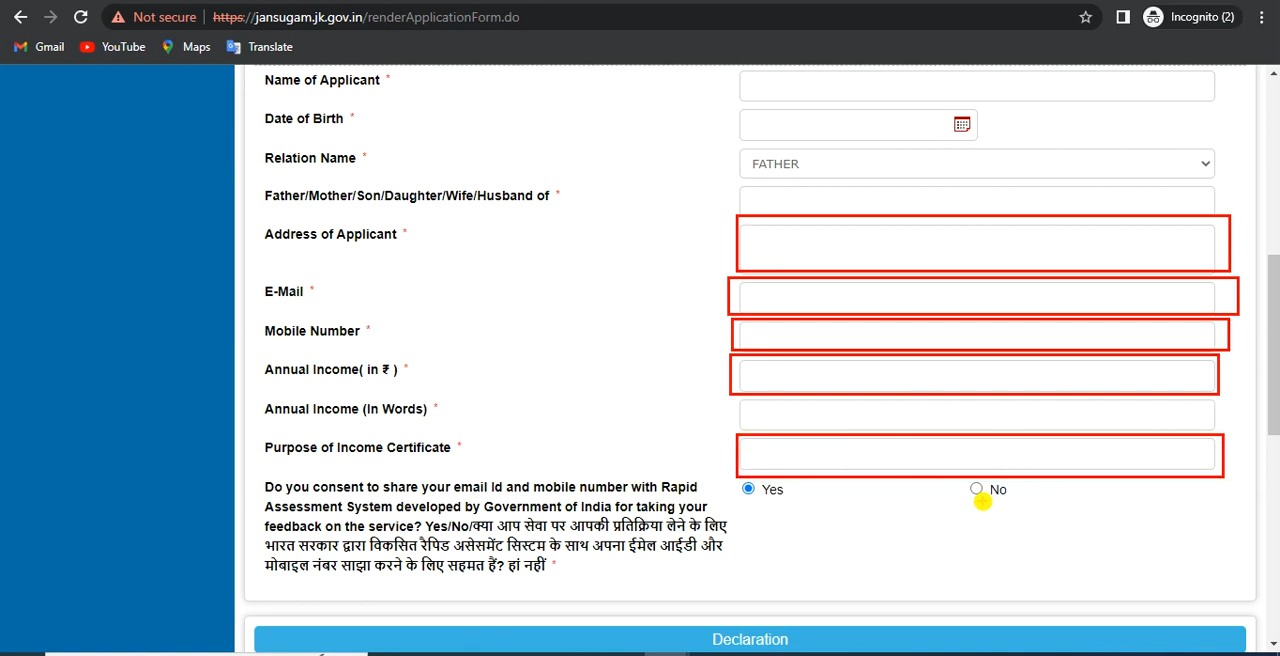 Not secure | https://jansugam.jk.gov.in/renderApplicationForm.do Incognito (2)
Gmail YouTube Maps Translate
Name of Applicant *
Date of Birth *
Relation Name * FATHER
Father/Mother/Son/Daughter/Wife/Husband of *
Address of Applicant *
E-Mail *
Mobile Number *
Annual Income( in ₹ ) *
Annual Income (In Words) *
Purpose of Income Certificate *
Do you consent to share your email Id and mobile number with Rapid Yes No
Assessment System developed by Government of India for taking your
feedback on the service? Yes/No/क्या आप सेवा पर आपकी प्रतिक्रिया लेने के लिए
भारत सरकार द्वारा विकसित रैपिड असेसमेंट सिस्टम के साथ अपना ईमेल आईडी और
मोबाइल नंबर साझा करने के लिए सहमत हैं? हां नहीं *
Declaration